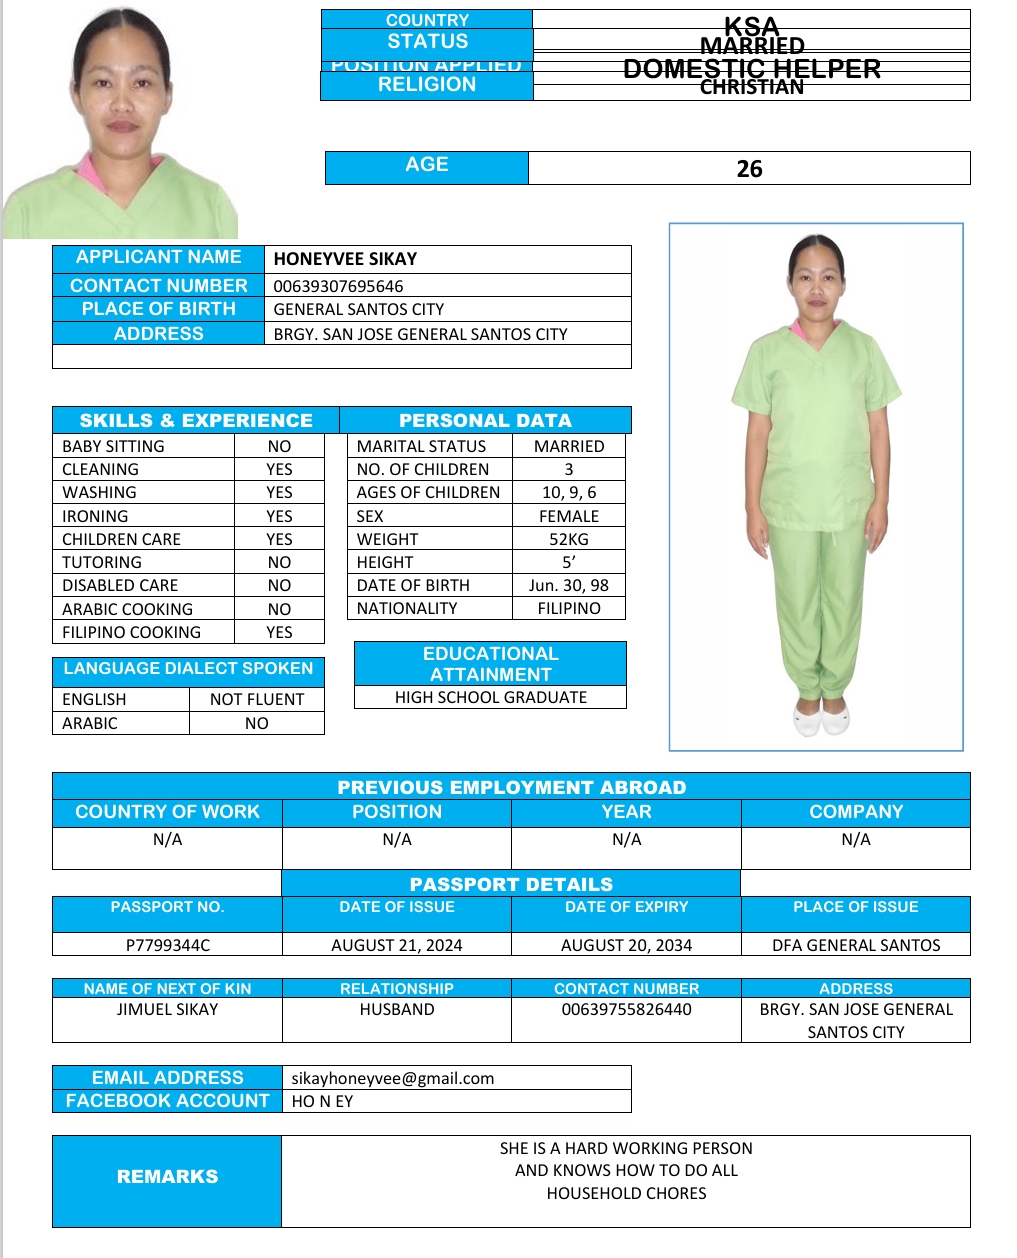 COUNTRY KSA
STATUS MARRIED
POSITION APPLIED DOMESTIC HELPER
RELIGION CHRISTIAN
AGE 26
APPLICANT NAME HONEYVEE SIKAY
CONTACT NUMBER 00639307695646
PLACE OF BIRTH GENERAL SANTOS CITY
ADDRESS BRGY. SAN JOSE GENERAL SANTOS CITY
SKILLS & EXPERIENCE
BABY SITTING NO
CLEANING YES
WASHING YES
IRONING YES
CHILDREN CARE YES
TUTORING NO
DISABLED CARE NO
ARABIC COOKING NO
FILIPINO COOKING YES
LANGUAGE DIALECT SPOKEN
ENGLISH NOT FLUENT
ARABIC NO
PERSONAL DATA
MARITAL STATUS MARRIED
NO. OF CHILDREN 3
AGES OF CHILDREN 10, 9, 6
SEX FEMALE
WEIGHT 52KG
HEIGHT 5’
DATE OF BIRTH Jun. 30, 98
NATIONALITY FILIPINO
EDUCATIONAL
ATTAINMENT
HIGH SCHOOL GRADUATE
PREVIOUS EMPLOYMENT ABROAD
COUNTRY OF WORK POSITION YEAR COMPANY
N/A N/A N/A N/A
PASSPORT DETAILS
PASSPORT NO. DATE OF ISSUE DATE OF EXPIRY PLACE OF ISSUE
P7799344C AUGUST 21, 2024 AUGUST 20, 2034 DFA GENERAL SANTOS
NAME OF NEXT OF KIN RELATIONSHIP CONTACT NUMBER ADDRESS
JIMUEL SIKAY HUSBAND 00639755826440 BRGY. SAN JOSE GENERAL
SANTOS CITY
EMAIL ADDRESS sikayhoneyvee@gmail.com
FACEBOOK ACCOUNT HO N EY
REMARKS
SHE IS A HARD WORKING PERSON
AND KNOWS HOW TO DO ALL
HOUSEHOLD CHORES